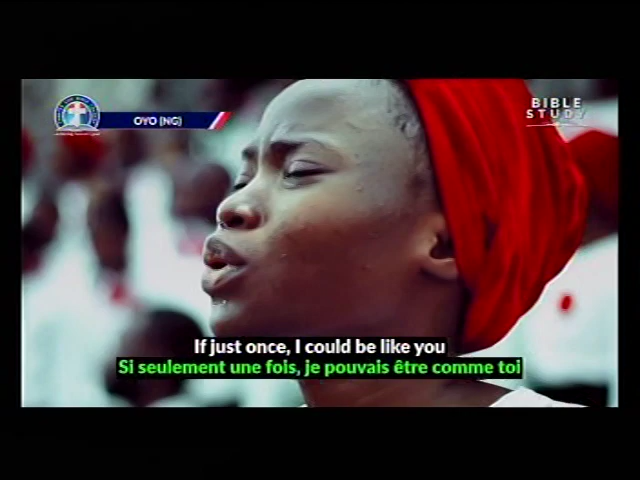 OYO (NG)
BIBLE
STUDY
If just once, I could be like you
Si seulement une fois, je pouvais être comme toi